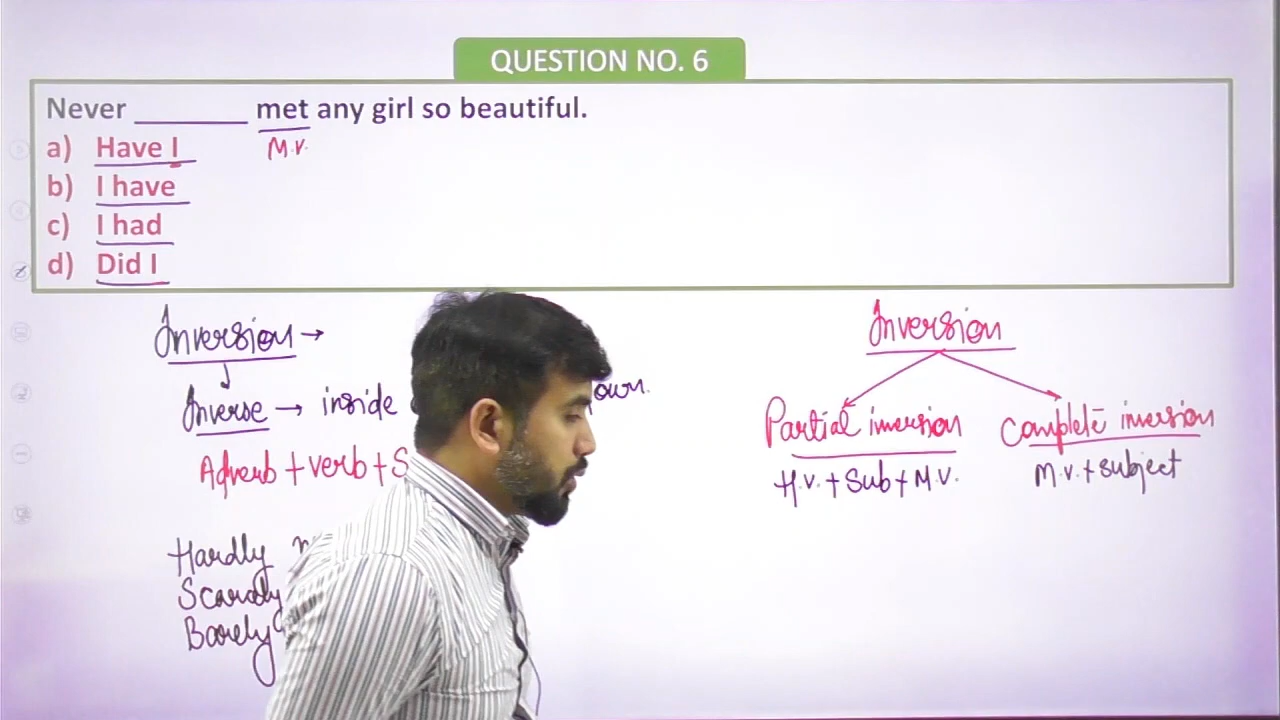 QUESTION NO. 6
Never ________ met any girl so beautiful.
M.V.
a) Have I
b) I have
c) I had
d) Did I
Inversion →
Inverse → inside
Adverb + verb + S
Hardly
Scarcely
Barely
Inversion
Partial inversion
H.V. + Sub + M.V.
Complete inversion
M.V. + subject